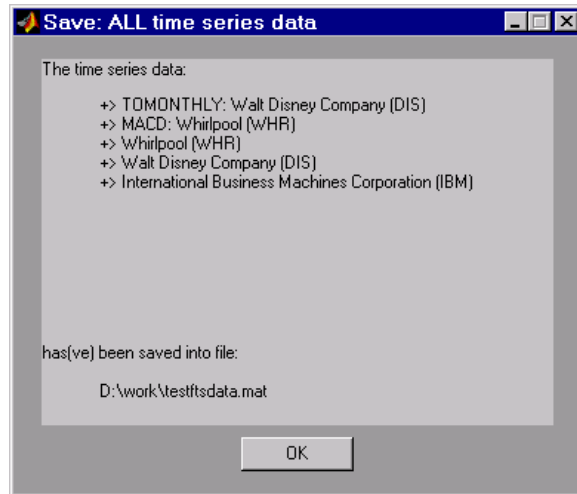 Save: ALL time series data
The time series data:
+> TOMONTHLY: Walt Disney Company (DIS)
+> MACD: Whirlpool (WHR)
+> Whirlpool (WHR)
+> Walt Disney Company (DIS)
+> International Business Machines Corporation (IBM)
has(ve) been saved into file:
D:\work\testftsdata.mat
OK